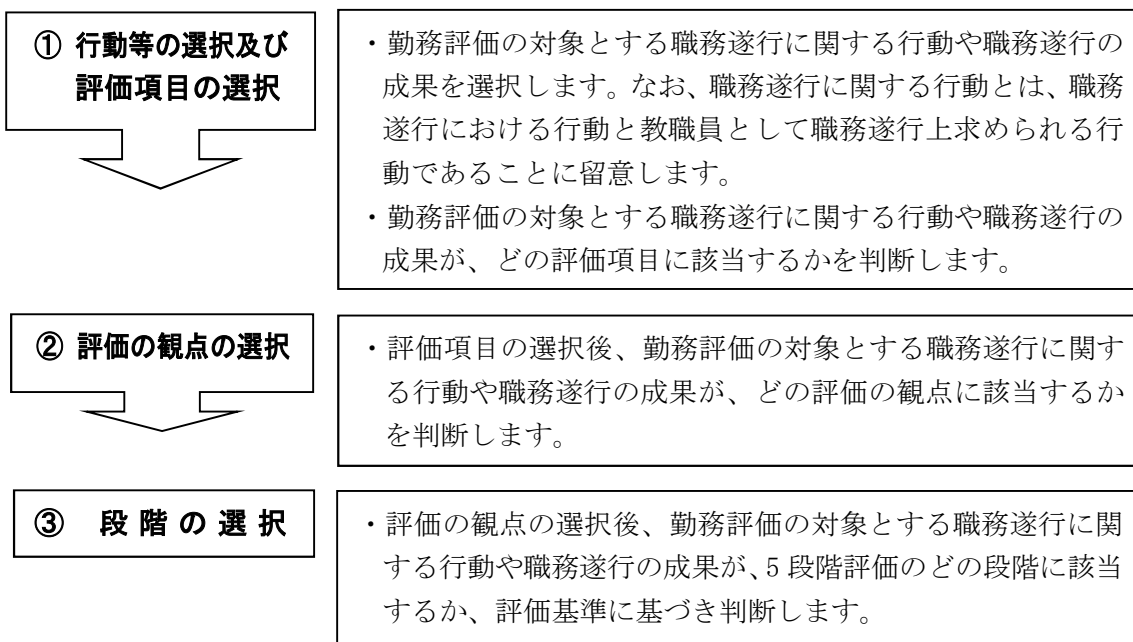 ① 行動等の選択及び
評価項目の選択
・勤務評価の対象とする職務遂行に関する行動や職務遂行の
成果を選択します。なお、職務遂行に関する行動とは、職務
遂行における行動と教職員として職務遂行上求められる行
動であることに留意します。
・勤務評価の対象とする職務遂行に関する行動や職務遂行の
成果が、どの評価項目に該当するかを判断します。
② 評価の観点の選択
・評価項目の選択後、勤務評価の対象とする職務遂行に関す
る行動や職務遂行の成果が、どの評価の観点に該当するか
を判断します。
③ 段階の選択
・評価の観点の選択後、勤務評価の対象とする職務遂行に関
する行動や職務遂行の成果が、5 段階評価のどの段階に該当
するか、評価基準に基づき判断します。